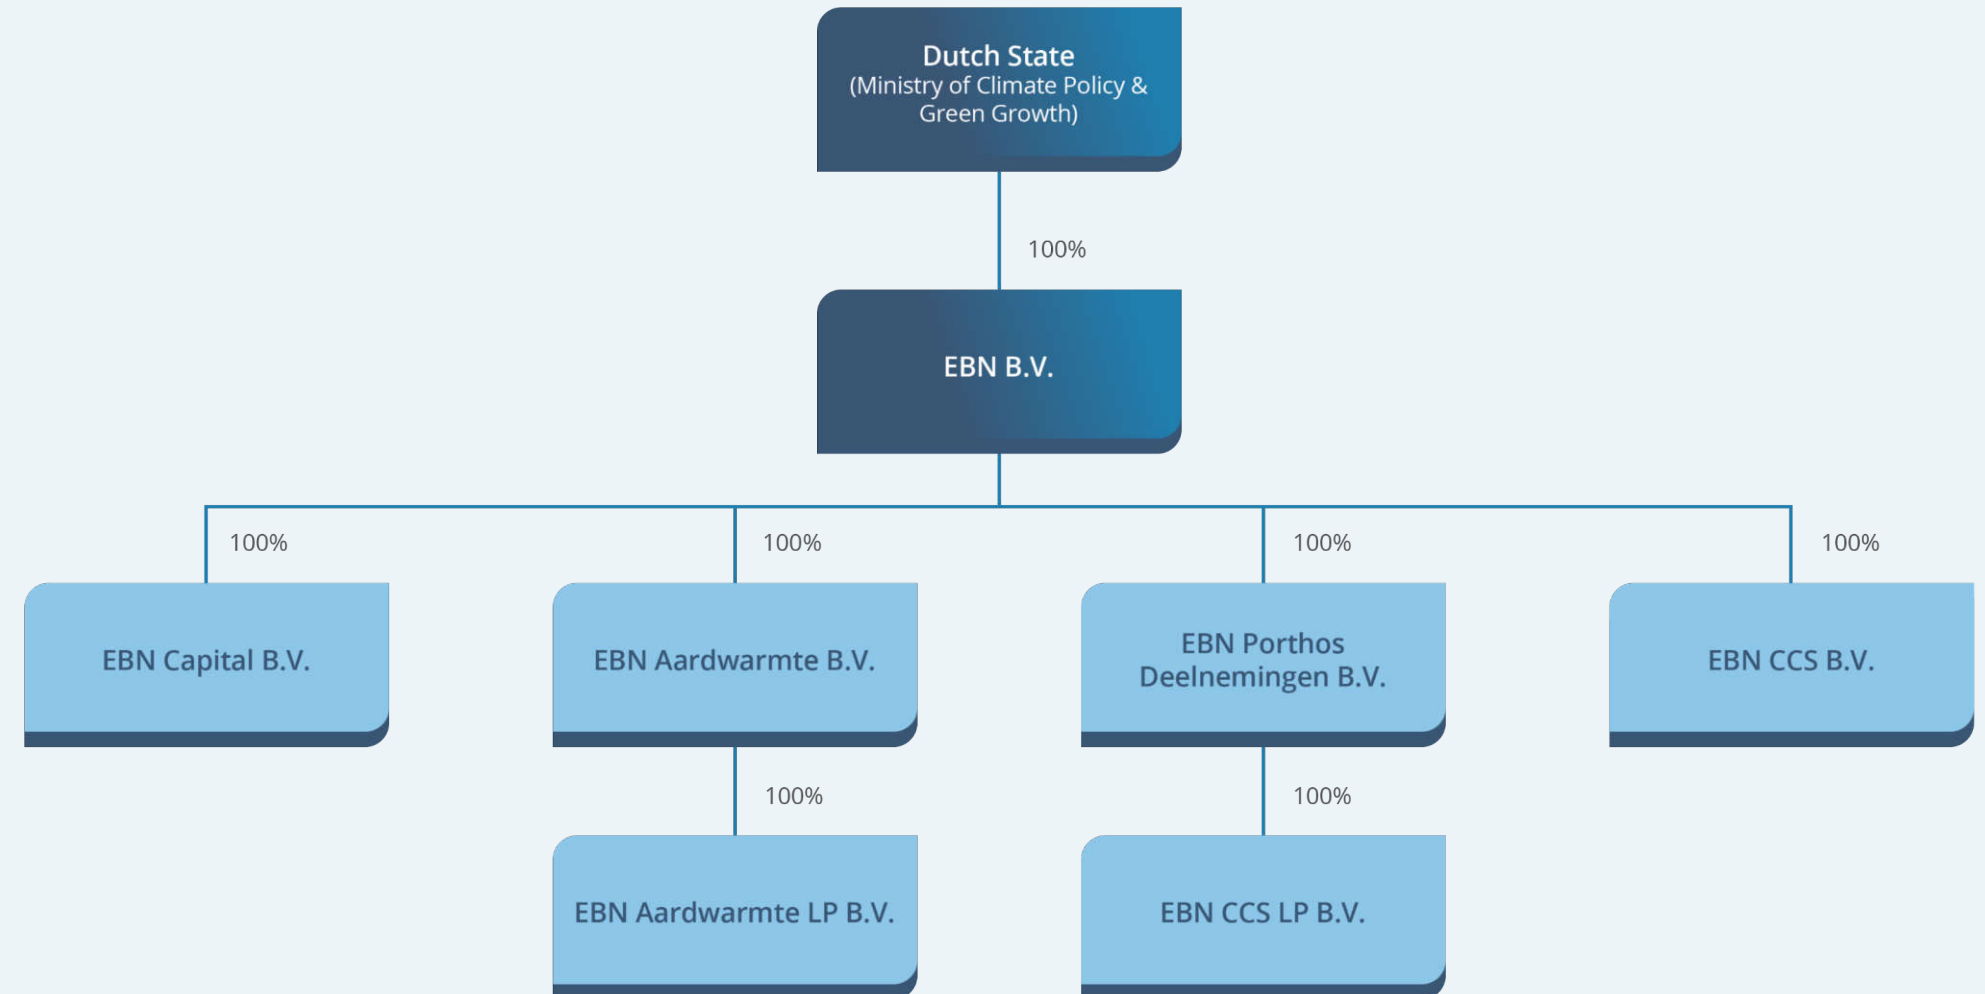 Dutch State
(Ministry of Climate Policy &
Green Growth)
100%
EBN B.V.
100%
100%
100%
100%
EBN Capital B.V.
EBN Aardwarmte B.V.
EBN Porthos
Deelnemingen B.V.
EBN CCS B.V.
100%
100%
EBN Aardwarmte LP B.V.
EBN CCS LP B.V.